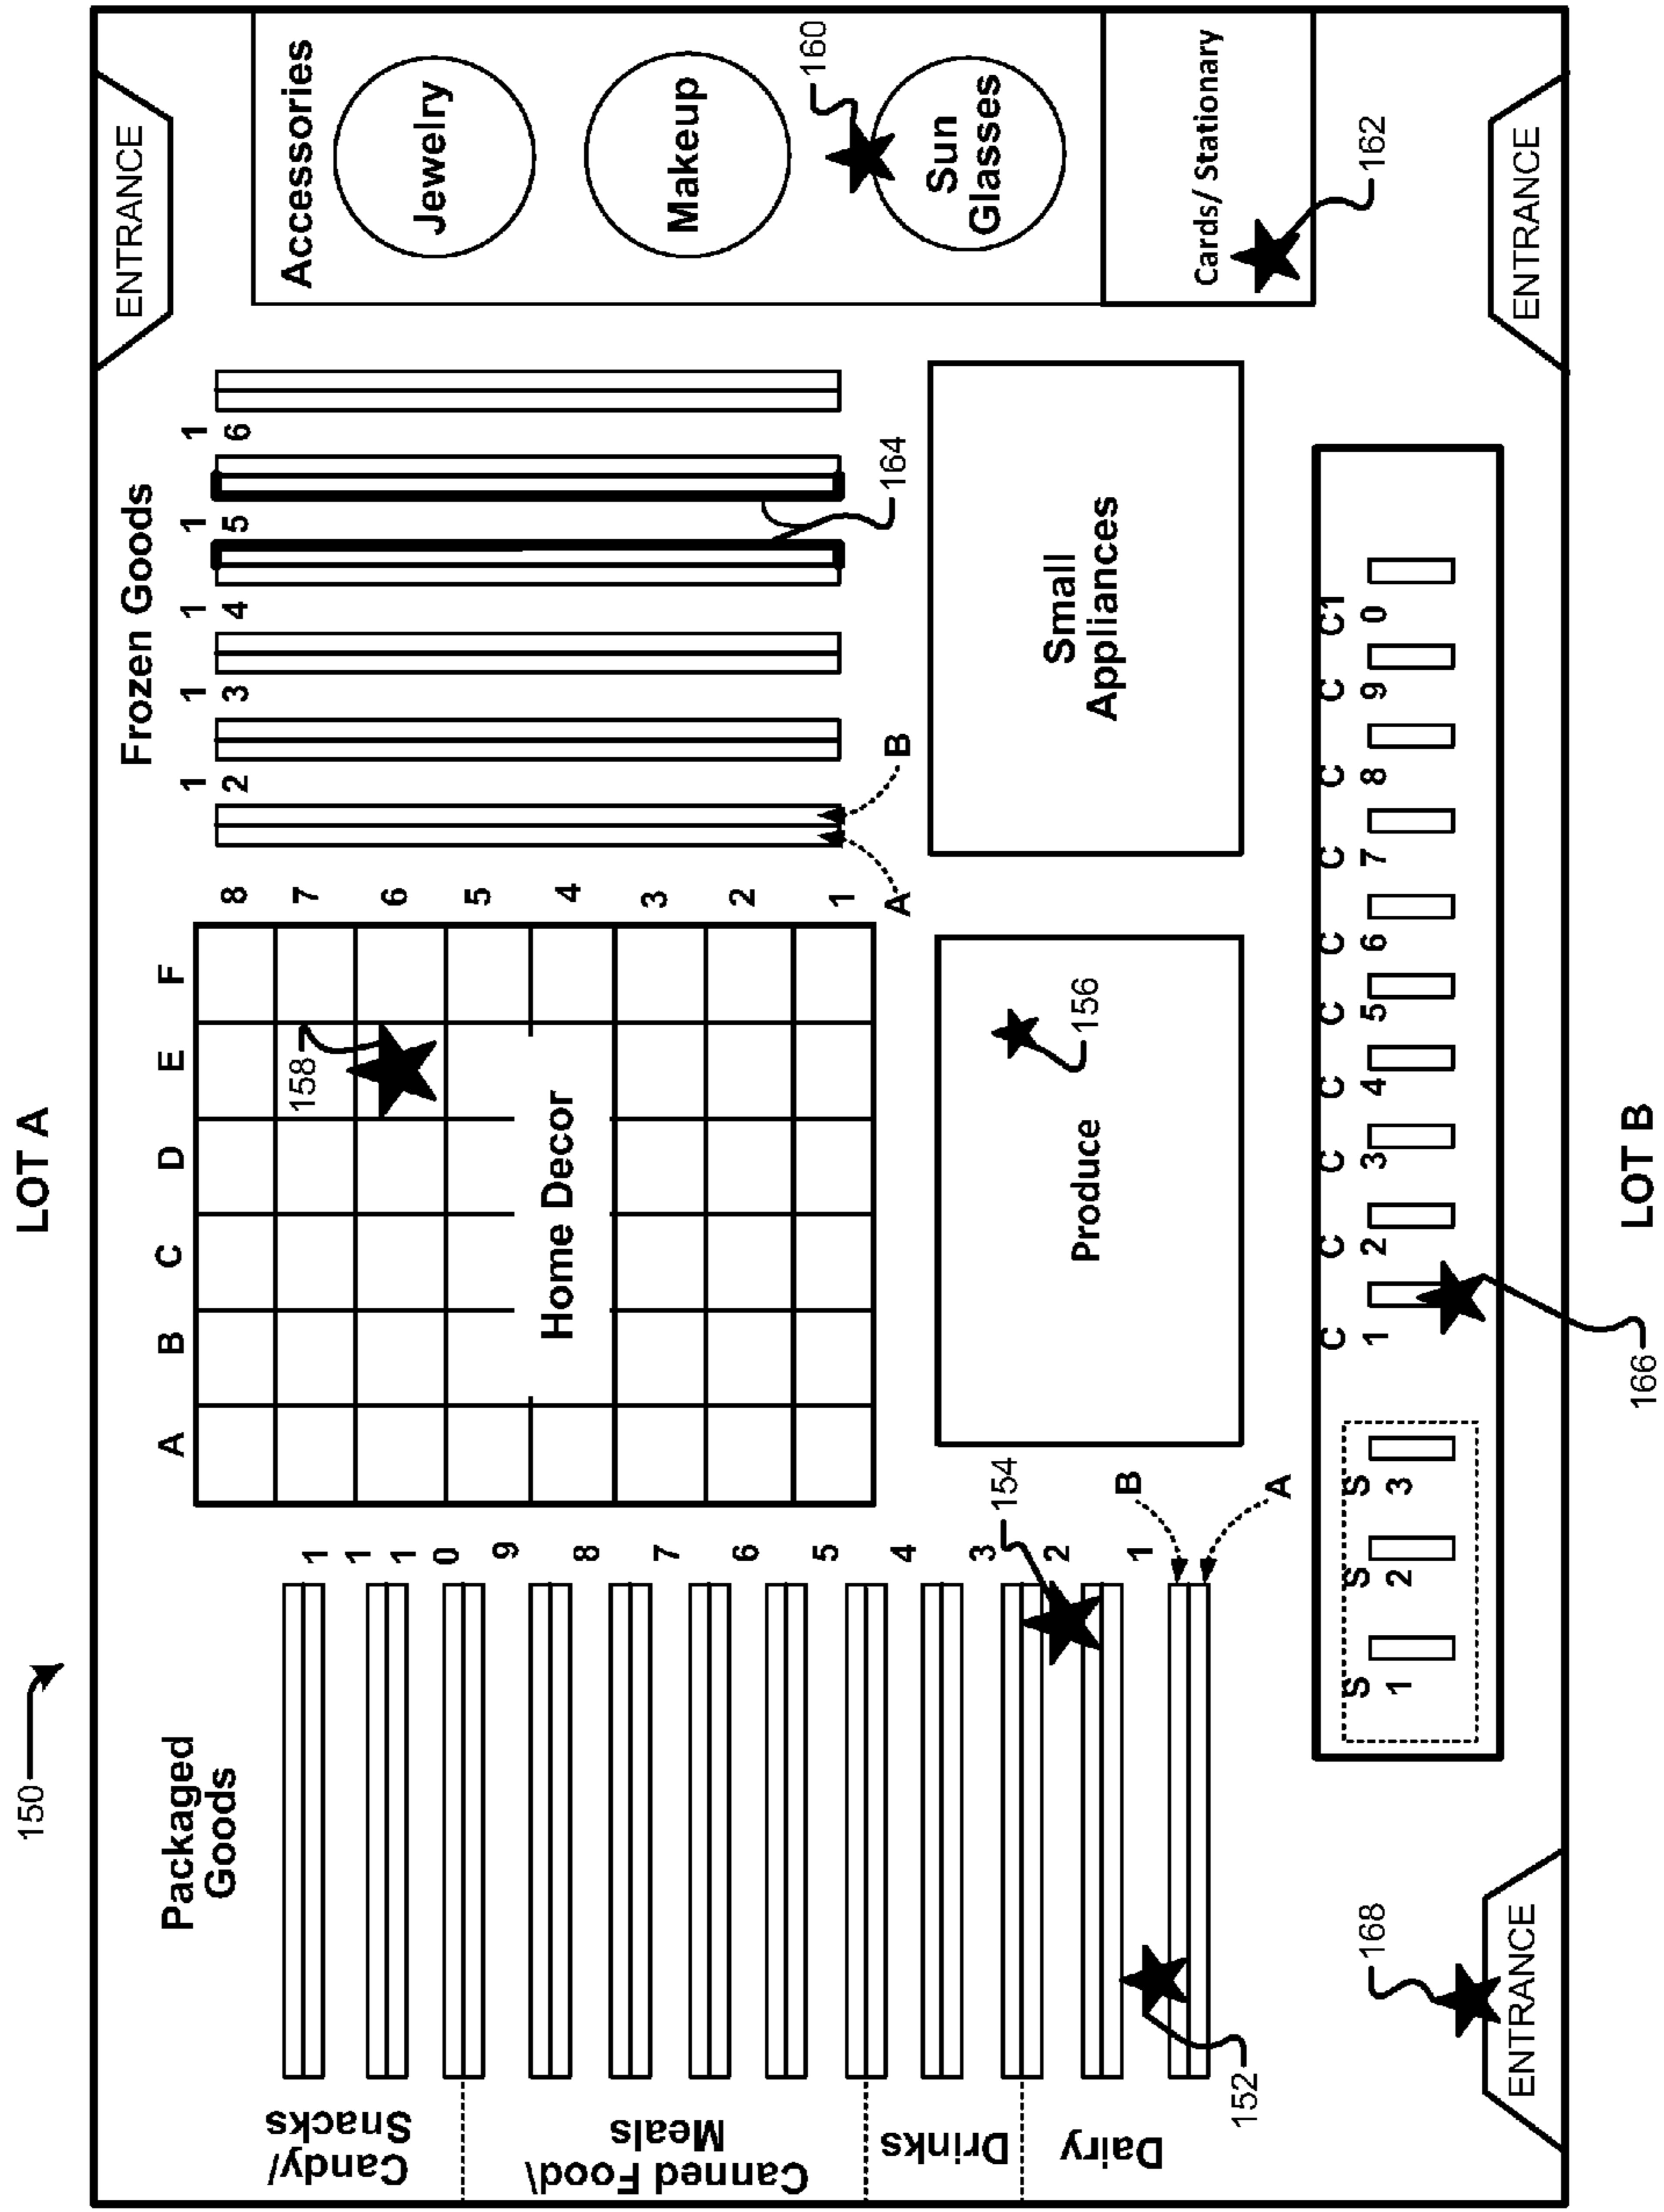 LOT A
150
ENTRANCE
Packaged
Goods
Frozen Goods
A B C D E F
12 13 14 15 16
8
7
6
5
4
3
2
1
A
B
158
Home Decor
Accessories
Jewelry
Makeup
160
Sun
Glasses
164
Candy/
Snacks
Canned Food/
Meals
Drinks
Dairy
11
10
9
8
7
6
5
4
3
2
1
B
A
154
152
Produce
156
Small
Appliances
Cards/ Stationary
162
S1 S2 S3 C1 C2 C3 C4 C5 C6 C7 C8 C9 C10
168
ENTRANCE
ENTRANCE
166
LOT B